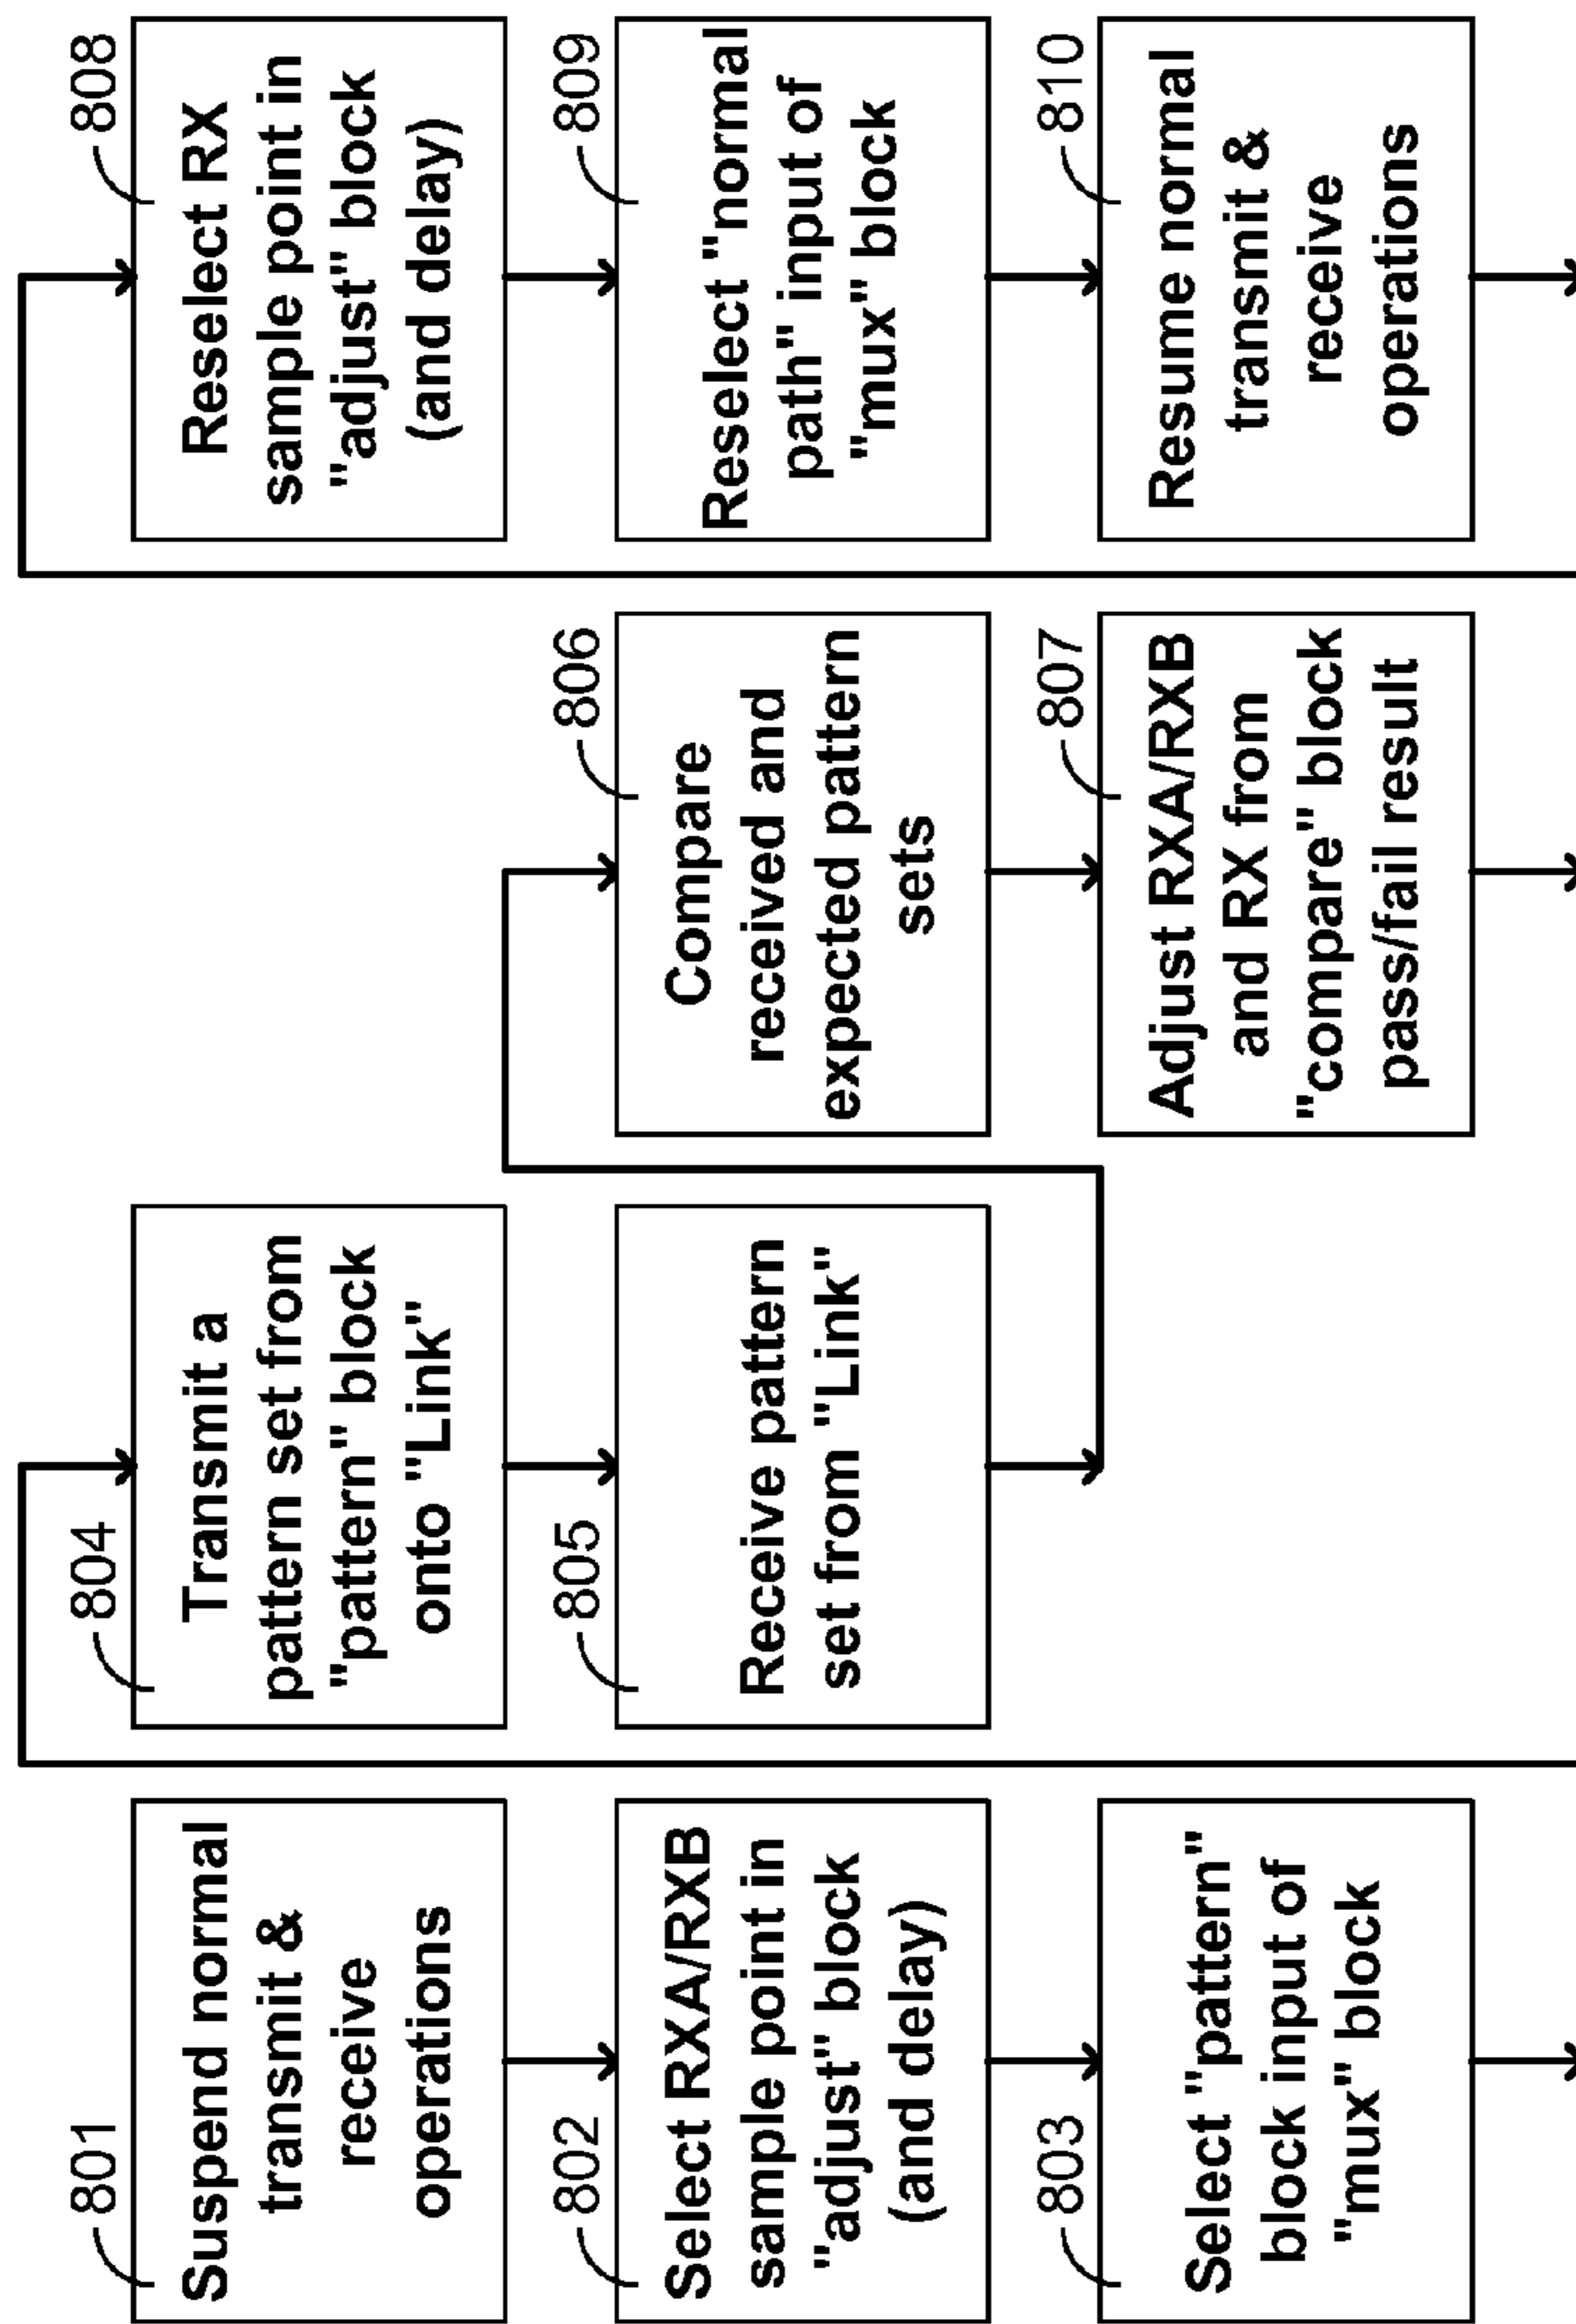 801
Suspend normal
transmit &
receive
operations
802
Select RXA/RXB
sample point in
"adjust" block
(and delay)
803
Select "pattern"
block input of
"mux" block
804
Transmit a
pattern set from
"pattern" block
onto "Link"
805
Receive pattern
set from "Link"
806
Compare
received and
expected pattern
sets
807
Adjust RXA/RXB
and RX from
"compare" block
pass/fail result
808
Reselect RX
sample point in
"adjust" block
(and delay)
809
Reselect "normal
path" input of
"mux" block
810
Resume normal
transmit &
receive
operations